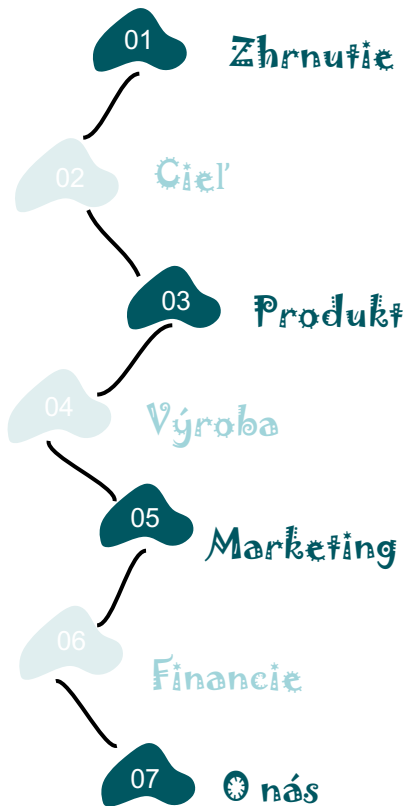 01 Zhrnutie
02 Cieľ
03 Produkt
04 Výroba
05 Marketing
06 Financie
07 O nás